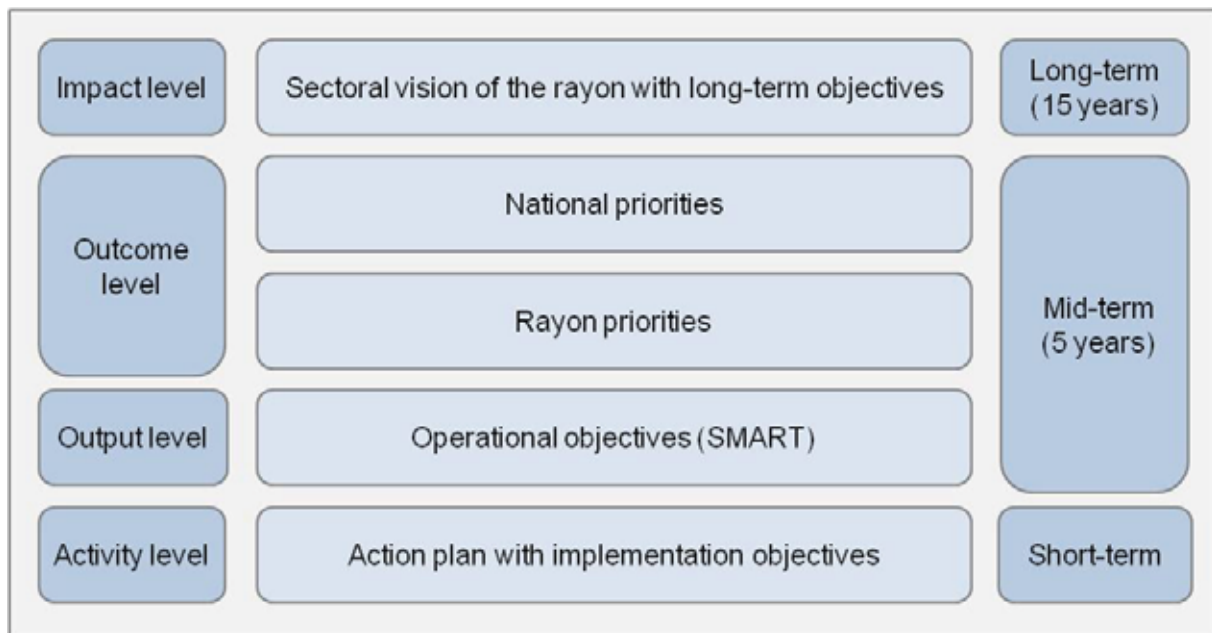 Impact level
Sectoral vision of the rayon with long-term objectives
Long-term
(15 years)
Outcome
level
National priorities
Rayon priorities
Mid-term
(5 years)
Output level
Operational objectives (SMART)
Activity level
Action plan with implementation objectives
Short-term